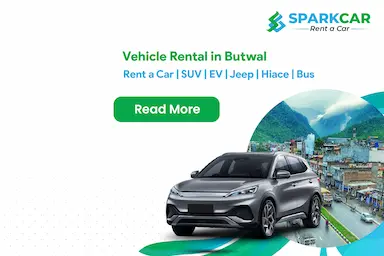 SPARKCAR
Rent a Car
Vehicle Rental in Butwal
Rent a Car | SUV | EV | Jeep | Hiace | Bus
Read More